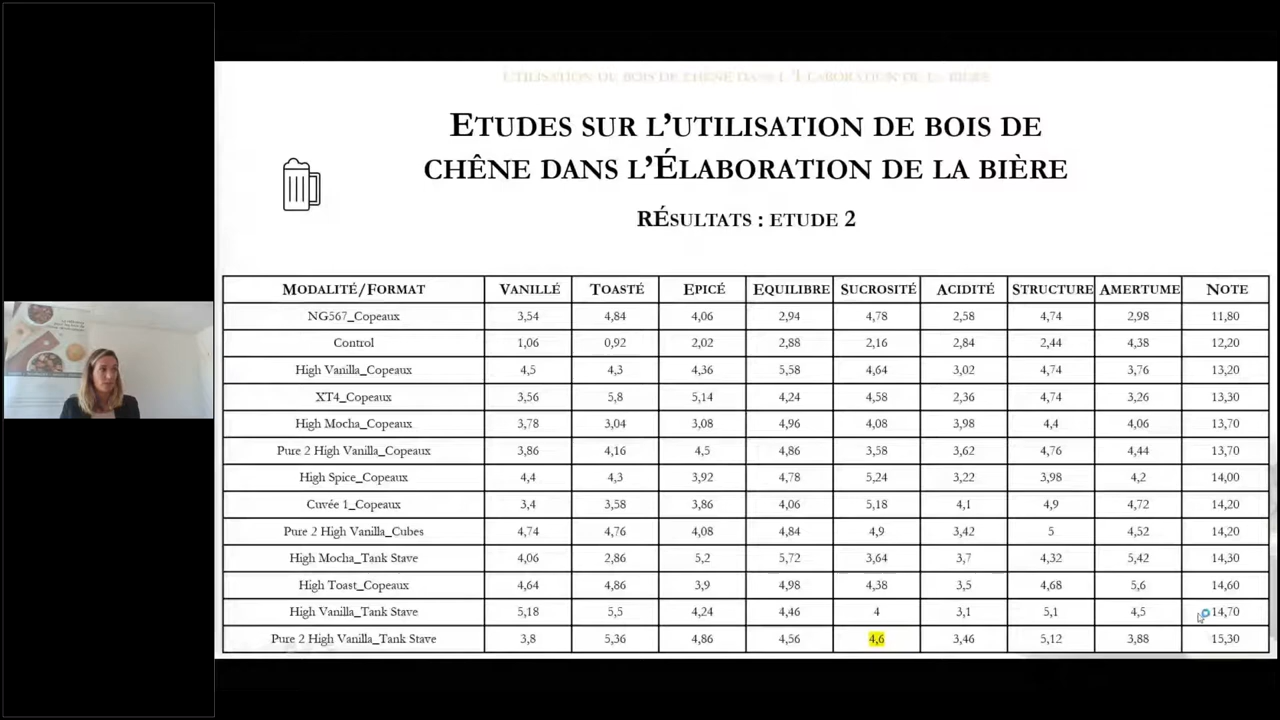 UTILISATION DU BOIS DE CHÊNE DANS L'ÉLABORATION DE LA BIÈRE
ETUDES SUR L'UTILISATION DE BOIS DE
CHÊNE DANS L'ÉLABORATION DE LA BIÈRE
RÉSULTATS : ETUDE 2
MODALITÉ/FORMAT VANILLÉ TOASTÉ EPICÉ EQUILIBRE SUCROSITÉ ACIDITÉ STRUCTURE AMERTUME NOTE
NG567_Copeaux 3,54 4,84 4,06 2,94 4,78 2,58 4,74 2,98 11,80
Control 1,06 0,92 2,02 2,88 2,16 2,84 2,44 4,38 12,20
High Vanilla_Copeaux 4,5 4,3 4,36 5,58 4,64 3,02 4,74 3,76 13,20
XT4_Copeaux 3,56 5,8 5,14 4,24 4,58 2,36 4,74 3,26 13,30
High Mocha_Copeaux 3,78 3,04 3,08 4,96 4,08 3,98 4,4 4,06 13,70
Pure 2 High Vanilla_Copeaux 3,86 4,16 4,5 4,86 3,58 3,62 4,76 4,44 13,70
High Spice_Copeaux 4,4 4,3 3,92 4,78 5,24 3,22 3,98 4,2 14,00
Cuvée 1_Copeaux 3,4 3,58 3,86 4,06 5,18 4,1 4,9 4,72 14,20
Pure 2 High Vanilla_Cubes 4,74 4,76 4,08 4,84 4,9 3,42 5 4,52 14,20
High Mocha_Tank Stave 4,06 2,86 5,2 5,72 3,64 3,7 4,32 5,42 14,30
High Toast_Copeaux 4,64 4,86 3,9 4,98 4,38 3,5 4,68 5,6 14,60
High Vanilla_Tank Stave 5,18 5,5 4,24 4,46 4 3,1 5,1 4,5 14,70
Pure 2 High Vanilla_Tank Stave 3,8 5,36 4,86 4,56 4,6 3,46 5,12 3,88 15,30